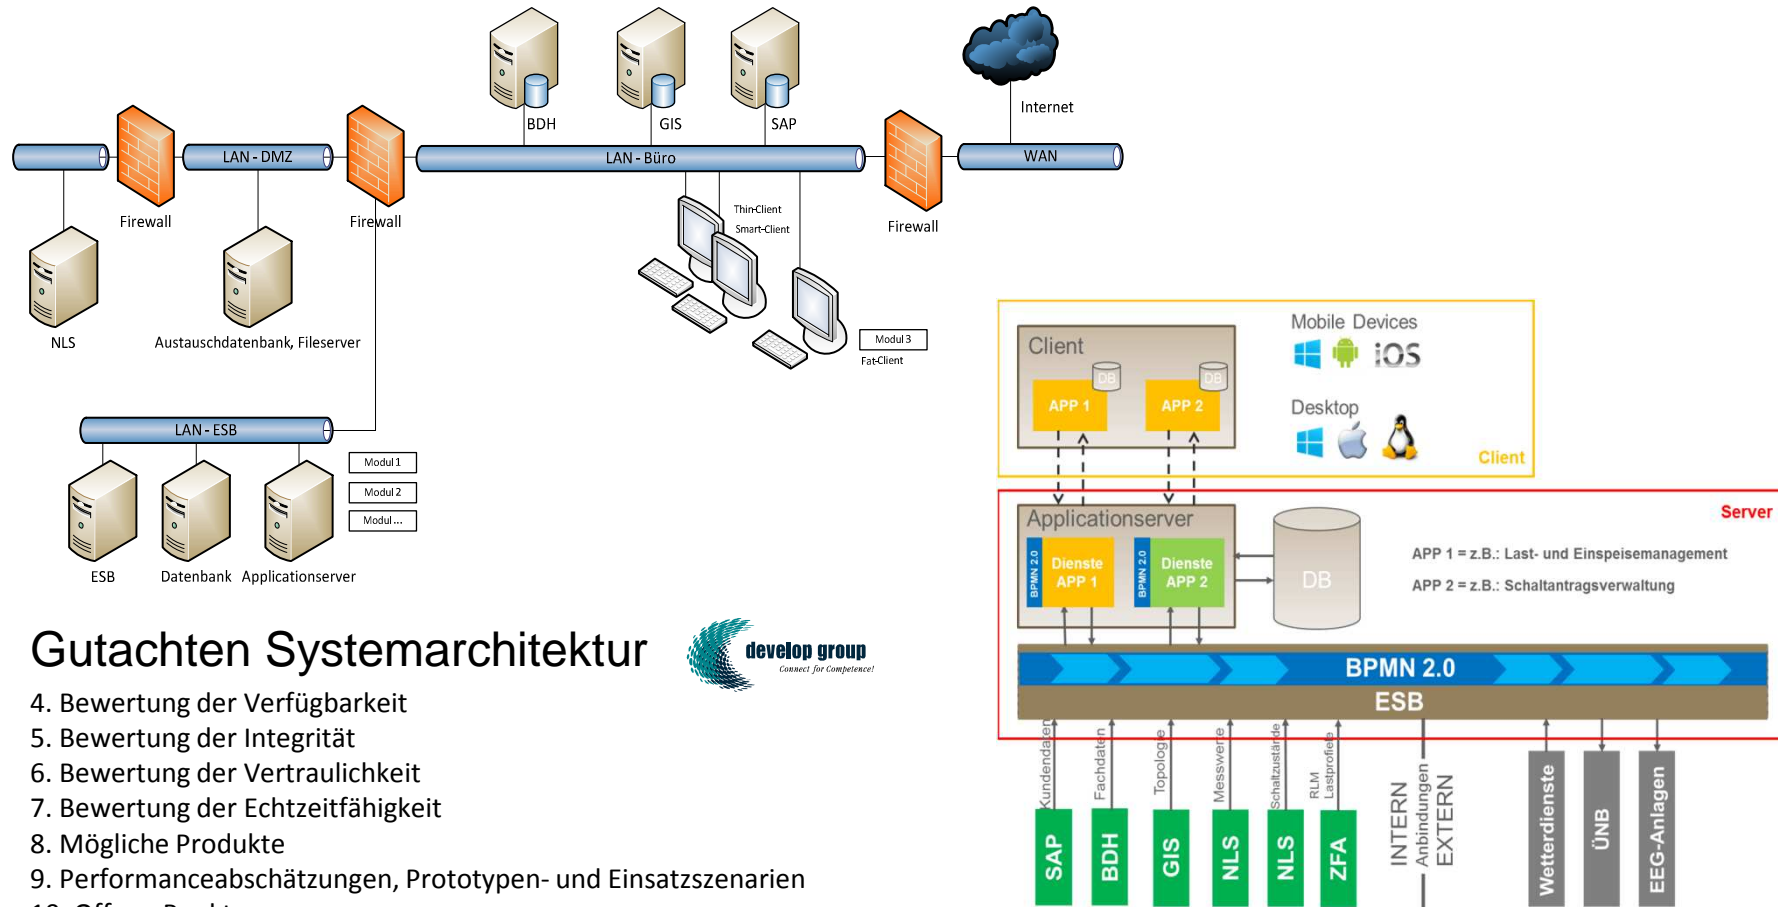 BDH
GIS
SAP
Internet
LAN - DMZ
LAN - Büro
WAN
Firewall
Firewall
Firewall
Thin-Client
Smart-Client
NLS
Austauschdatenbank, Fileserver
Modul 3
Fat-Client
LAN - ESB
Modul 1
Modul 2
Modul ...
ESB
Datenbank
Applicationserver
Gutachten Systemarchitektur
develop group
Connect for Competence!
4. Bewertung der Verfügbarkeit
5. Bewertung der Integrität
6. Bewertung der Vertraulichkeit
7. Bewertung der Echtzeitfähigkeit
8. Mögliche Produkte
9. Performanceabschätzungen, Prototypen- und Einsatzszenarien
Client
DB
DB
APP 1
APP 2
Mobile Devices
iOS
Desktop
Client
Server
Applicationserver
BPMN 2.0
Dienste
APP 1
BPMN 2.0
Dienste
APP 2
DB
APP 1 = z.B.: Last- und Einspeisemanagement
APP 2 = z.B.: Schaltantragsverwaltung
BPMN 2.0
ESB
Kundendaten
Fachdaten
Topologie
Messwerte
Schaltzustände
RLM
Lastprofiele
SAP
BDH
GIS
NLS
NLS
ZFA
INTERN
Anbindungen
EXTERN
Wetterdienste
ÜNB
EEG-Anlagen